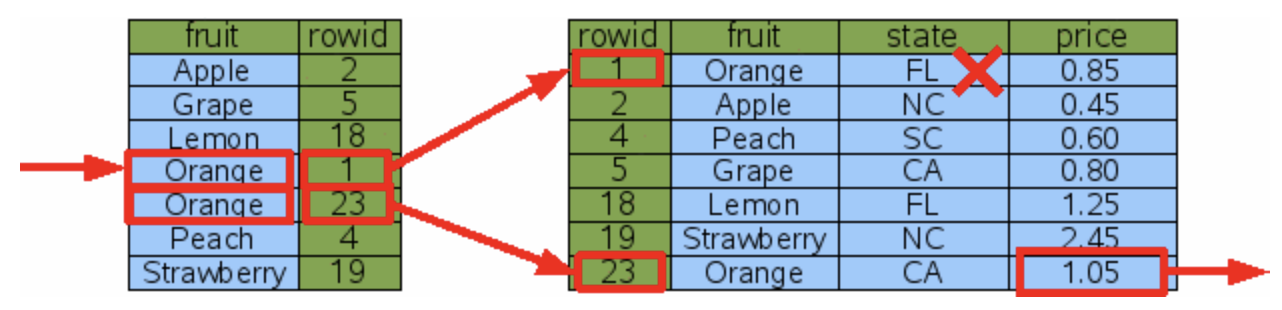 fruit rowid
Apple 2
Grape 5
Lemon 18
Orange 1
Orange 23
Peach 4
Strawberry 19
rowid fruit state price
1 Orange FL 0.85
2 Apple NC 0.45
4 Peach SC 0.60
5 Grape CA 0.80
18 Lemon FL 1.25
19 Strawberry NC 2.45
23 Orange CA 1.05